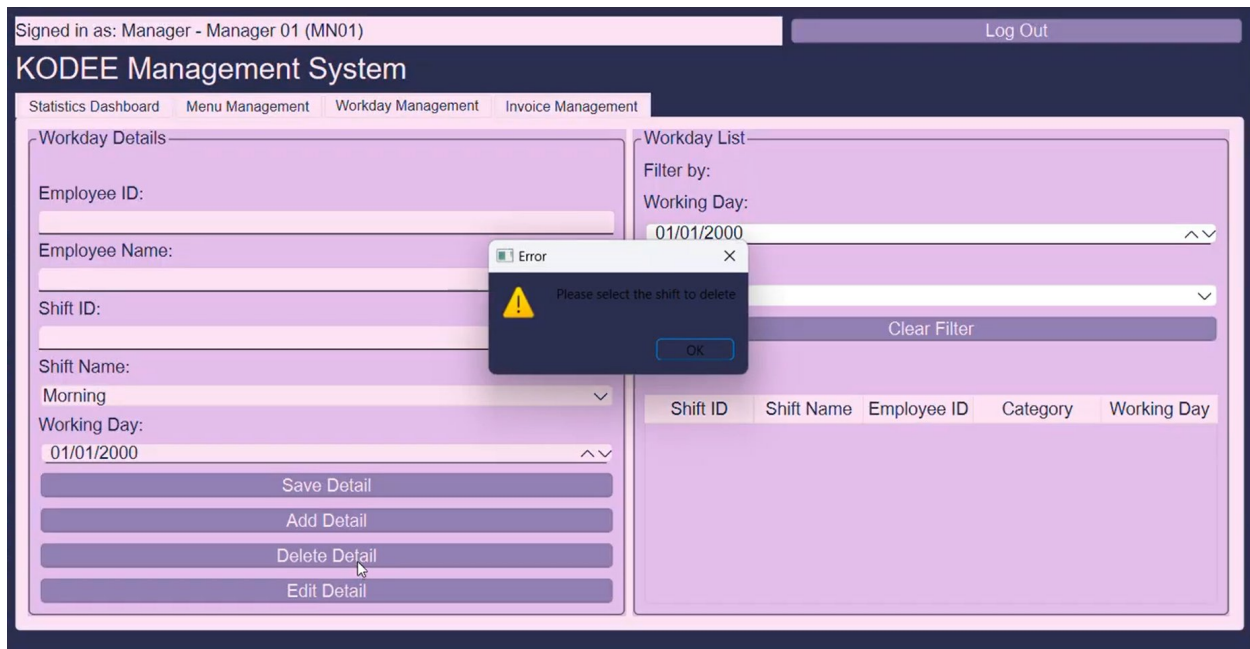 Signed in as: Manager - Manager 01 (MN01)
Log Out
KODEE Management System
Statistics Dashboard
Menu Management
Workday Management
Invoice Management
Workday Details
Employee ID:
Employee Name:
Shift ID:
Shift Name:
Morning
Working Day:
01/01/2000
Save Detail
Add Detail
Delete Detail
Edit Detail
Workday List
Filter by:
Working Day:
01/01/2000
Clear Filter
Shift ID Shift Name Employee ID Category Working Day
Error
Please select the shift to delete
OK